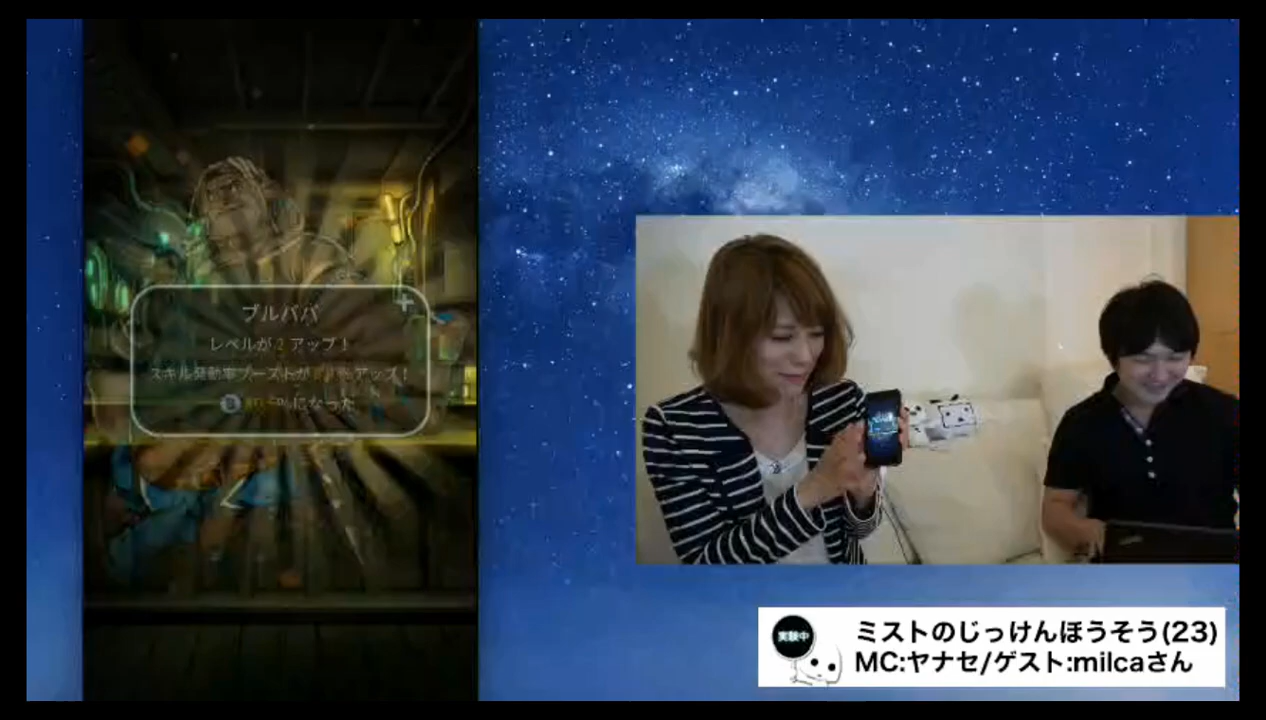 ブルババ
レベルが 2 アップ！
スキル発動率ブーストが アップ！
になった
実験中
ミストのじっけんほうそう(23)
MC:ヤナセ/ゲスト:milcaさん